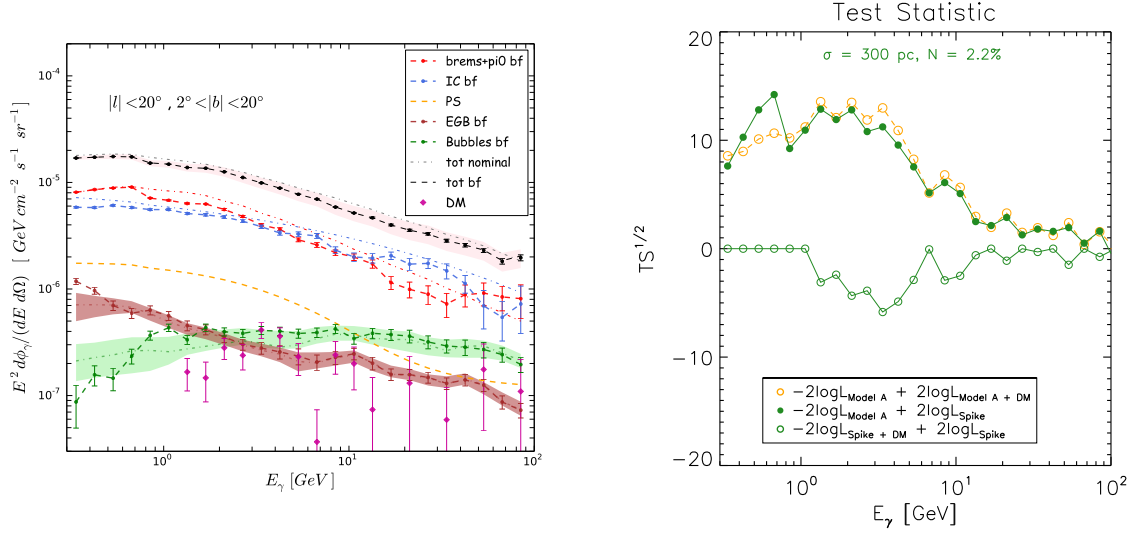 |l| <20° , 2° <|b| <20°
brems+pi0 bf
IC bf
PS
EGB bf
Bubbles bf
tot nominal
tot bf
DM
10⁻⁴
10⁻⁵
10⁻⁶
10⁻⁷
E² dϕγ/(dE dΩ) [ GeV cm⁻² s⁻¹ sr⁻¹ ]
10⁰
10¹
10²
Eγ [GeV]
Test Statistic
σ = 300 pc, N = 2.2%
20
10
0
−10
−20
TS¹/²
−2logL_Model A + 2logL_Model A + DM
−2logL_Model A + 2logL_Spike
−2logL_Spike + DM + 2logL_Spike
10⁰
10¹
10²
Eγ [GeV]